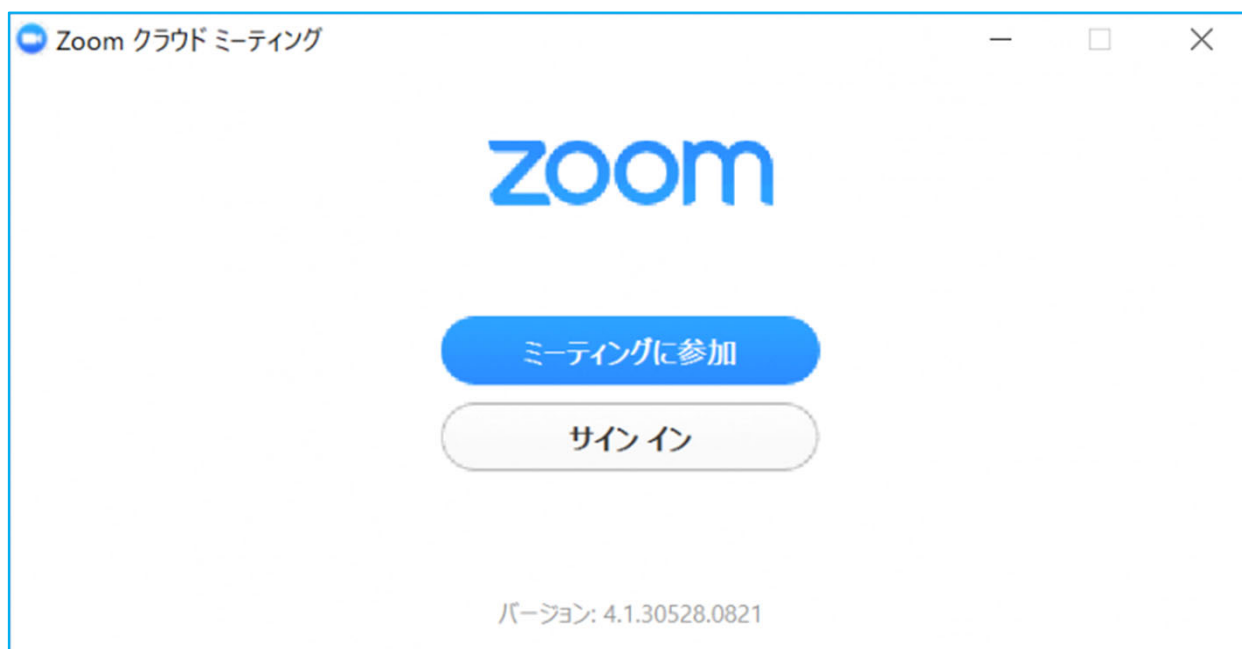 Zoom クラウド ミーティング
zoom
ミーティングに参加
サイン イン
バージョン: 4.1.30528.0821